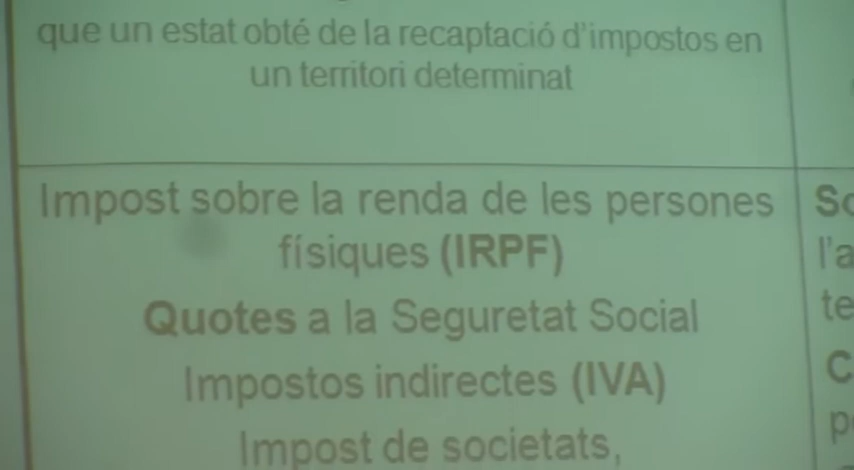 que un estat obté de la recaptació d'impostos en
un territori determinat
Impost sobre la renda de les persones
físiques (IRPF)
Quotes a la Seguretat Social
Impostos indirectes (IVA)
Impost de societats,